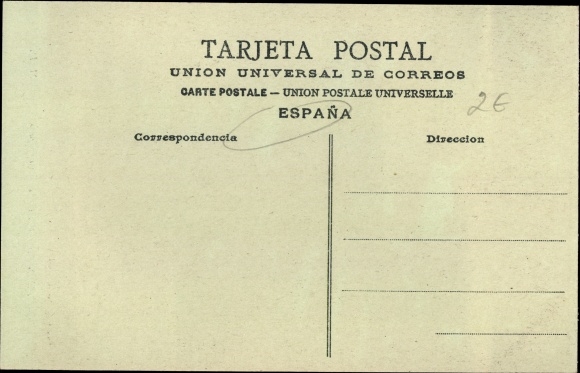 TARJETA POSTAL
UNION UNIVERSAL DE CORREOS
CARTE POSTALE — UNION POSTALE UNIVERSELLE
2€
ESPAÑA
Correspondencia
Direccion